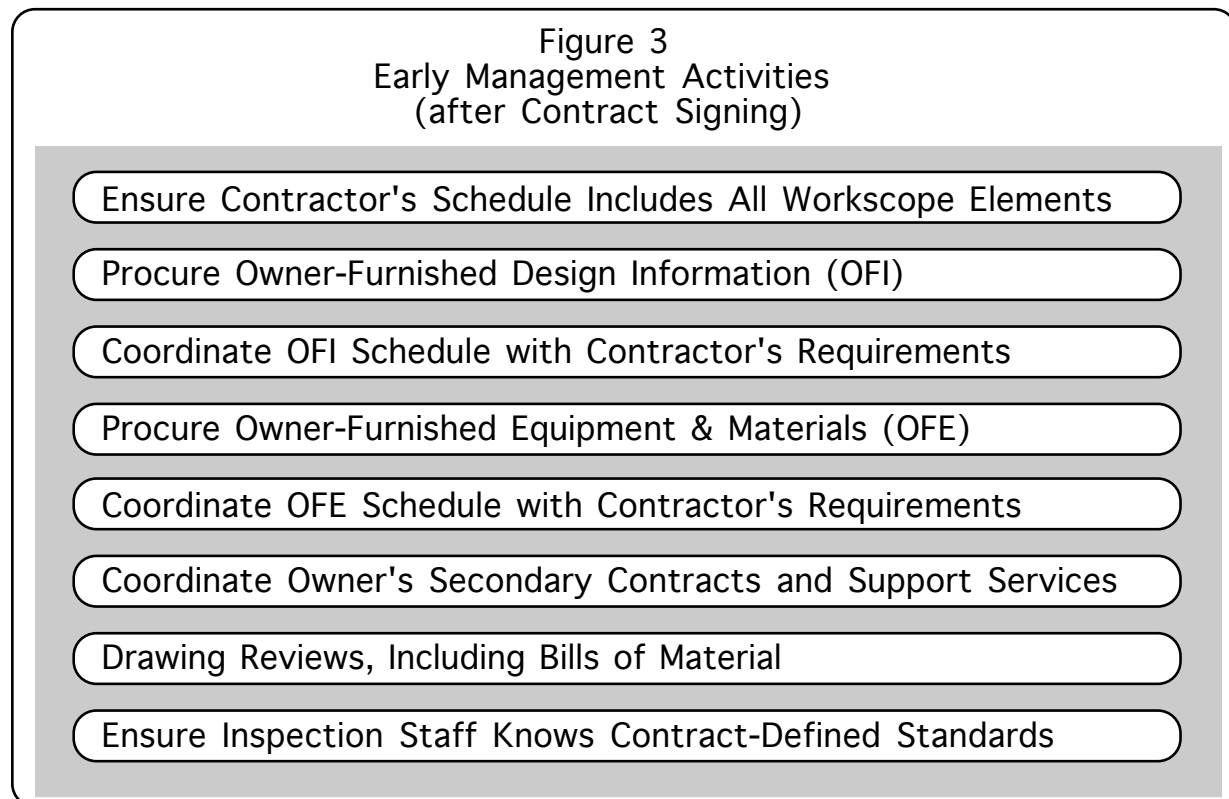 Figure 3
Early Management Activities
(after Contract Signing)
Ensure Contractor's Schedule Includes All Workscope Elements
Procure Owner-Furnished Design Information (OFI)
Coordinate OFI Schedule with Contractor's Requirements
Procure Owner-Furnished Equipment & Materials (OFE)
Coordinate OFE Schedule with Contractor's Requirements
Coordinate Owner's Secondary Contracts and Support Services
Drawing Reviews, Including Bills of Material
Ensure Inspection Staff Knows Contract-Defined Standards